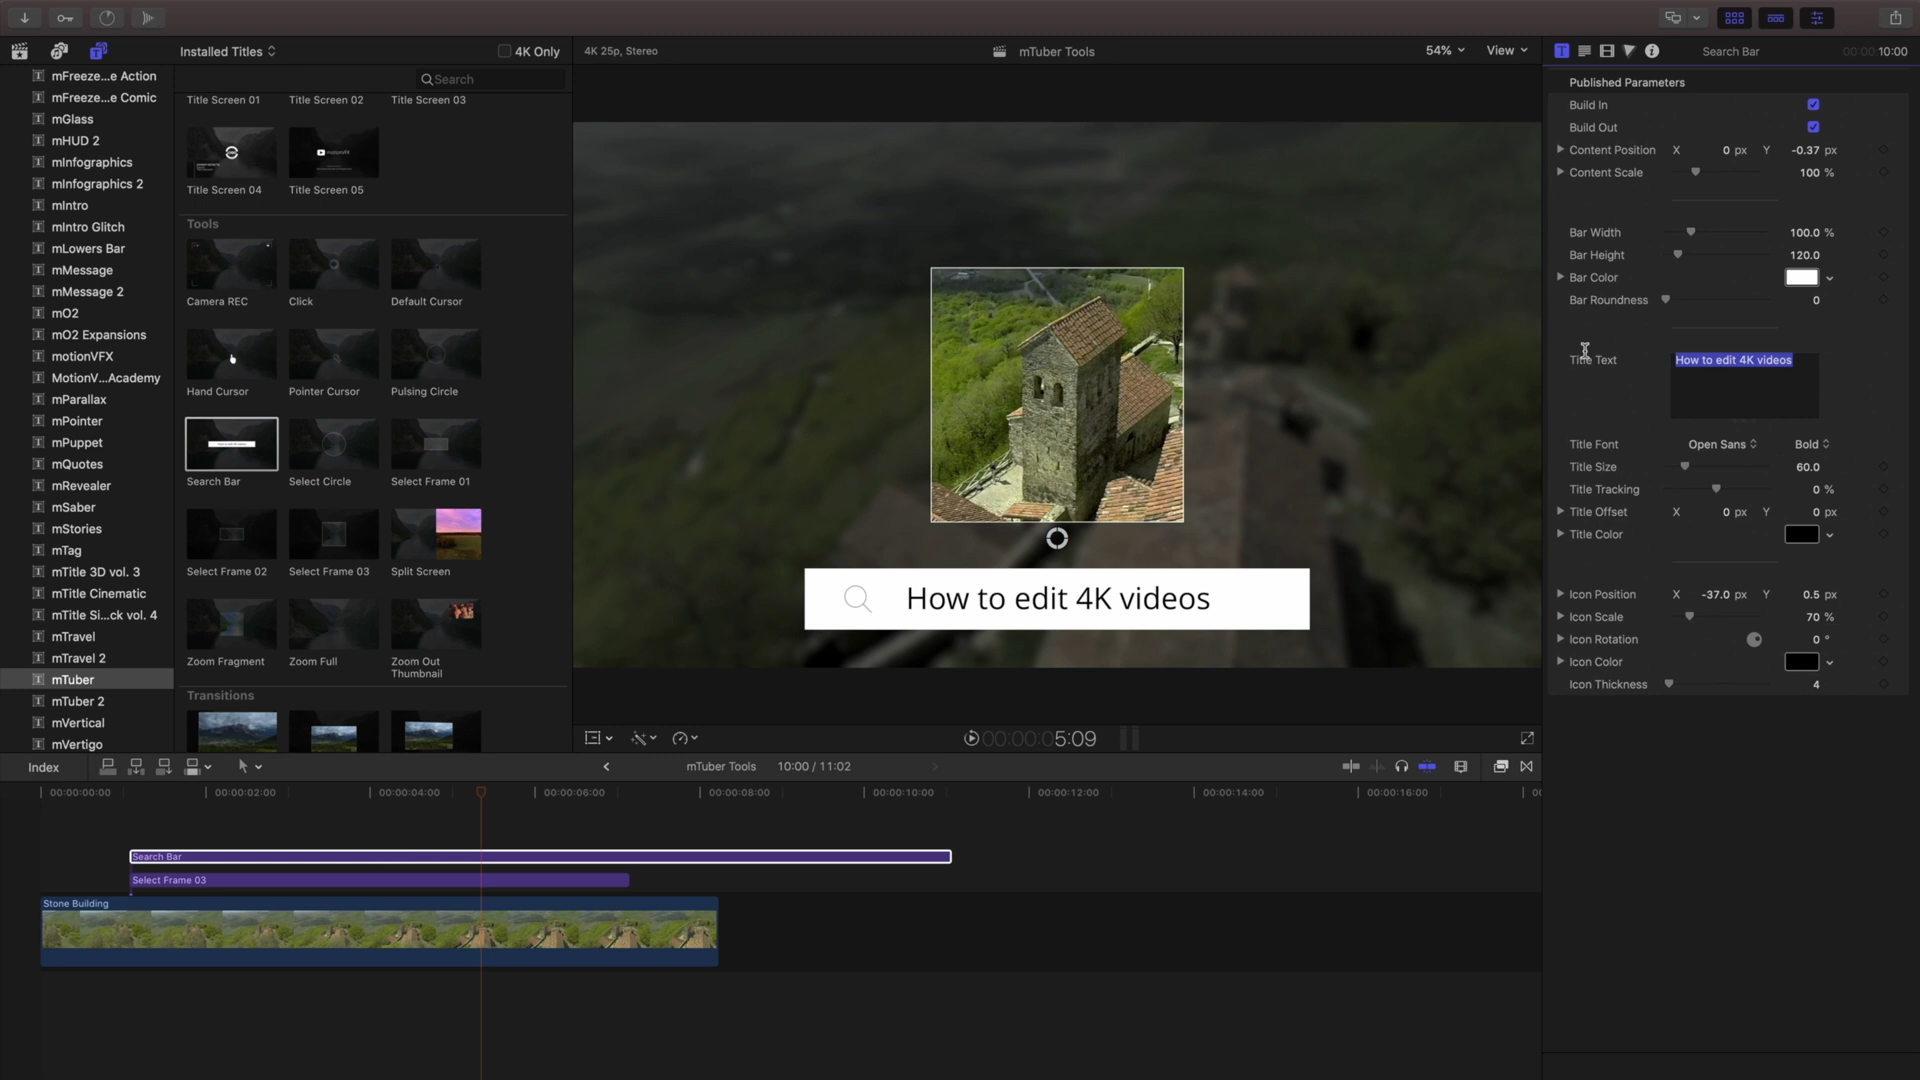 Installed Titles
4K Only
4K 25p, Stereo
mTuber Tools
54%
View
Search Bar
00:00:10:00
mFreeze...e Action
mFreeze...e Comic
mGlass
mHUD 2
mInfographics
mInfographics 2
mIntro
mIntro Glitch
mLowers Bar
mMessage
mMessage 2
mO2
mO2 Expansions
motionVFX
MotionV...Academy
mParallax
mPointer
mPuppet
mQuotes
mRevealer
mSaber
mStories
mTag
mTitle 3D vol. 3
mTitle Cinematic
mTitle Si...ck vol. 4
mTravel
mTravel 2
mTuber
mTuber 2
mVertical
mVertigo
Search
Title Screen 01
Title Screen 02
Title Screen 03
Title Screen 04
Title Screen 05
Tools
Camera REC
Click
Default Cursor
Hand Cursor
Pointer Cursor
Pulsing Circle
Search Bar
Select Circle
Select Frame 01
Select Frame 02
Select Frame 03
Split Screen
Zoom Fragment
Zoom Full
Zoom Out
Thumbnail
Transitions
How to edit 4K videos
00:00:05:09
Published Parameters
Build In
Build Out
Content Position X 0 px Y -0.37 px
Content Scale 100 %
Bar Width 100.0 %
Bar Height 120.0
Bar Color
Bar Roundness 0
Title Text How to edit 4K videos
Title Font Open Sans Bold
Title Size 60.0
Title Tracking 0 %
Title Offset X 0 px Y 0 px
Title Color
Icon Position X -37.0 px Y 0.5 px
Icon Scale 70 %
Icon Rotation 0 °
Icon Color
Icon Thickness 4
Index
mTuber Tools
10:00 / 11:02
00:00:00:00
00:00:02:00
00:00:04:00
00:00:06:00
00:00:08:00
00:00:10:00
00:00:12:00
00:00:14:00
00:00:16:00
Search Bar
Select Frame 03
Stone Building